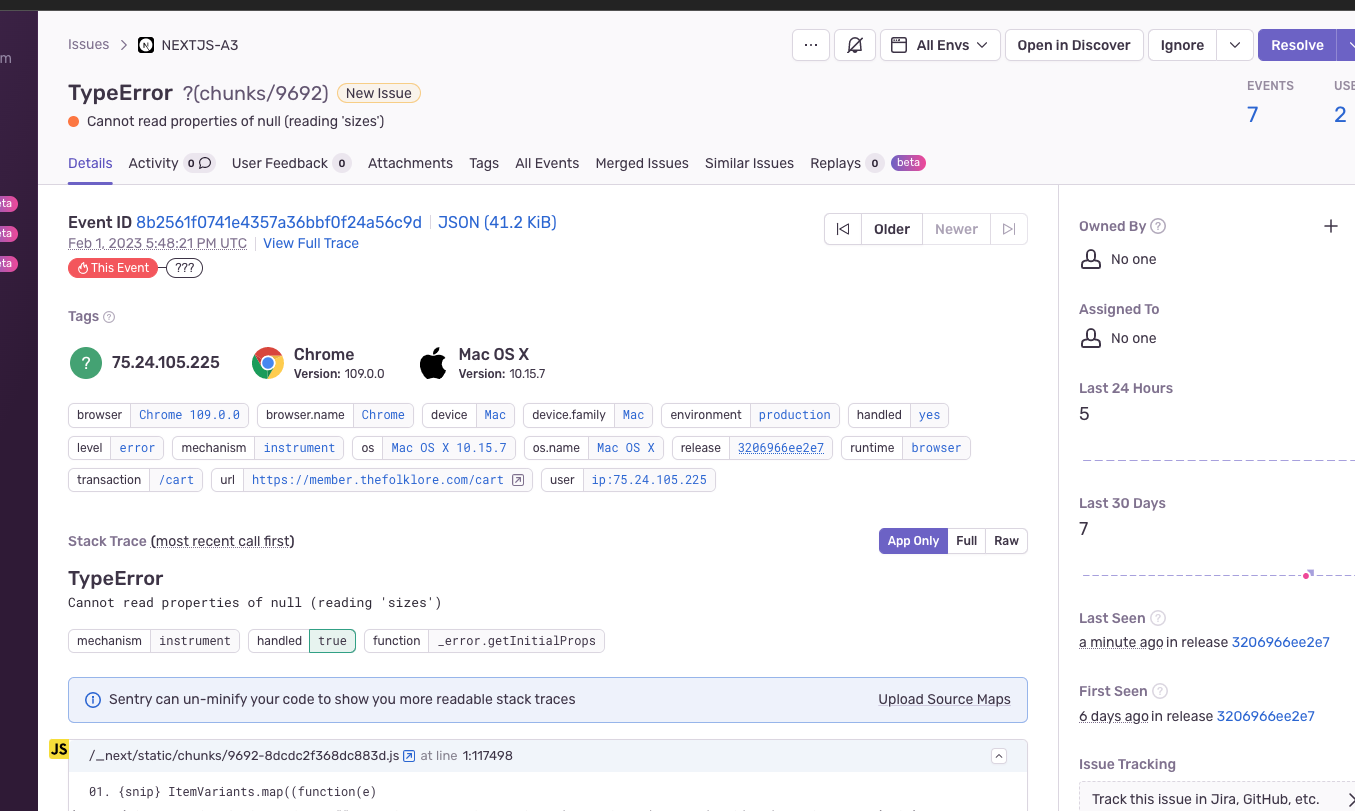 Issues > NEXTJS-A3
... All Envs Open in Discover Ignore Resolve
m
TypeError ?(chunks/9692) New Issue
EVENTS USE
Cannot read properties of null (reading 'sizes')
7 2
Details Activity 0 User Feedback 0 Attachments Tags All Events Merged Issues Similar Issues Replays 0 beta
eta
eta
eta
Event ID 8b2561f0741e4357a36bbf0f24a56c9d JSON (41.2 KiB)
Feb 1, 2023 5:48:21 PM UTC View Full Trace
Older Newer
This Event ???
Tags ?
? 75.24.105.225
Chrome
Version: 109.0.0
Mac OS X
Version: 10.15.7
browser Chrome 109.0.0 browser.name Chrome device Mac device.family Mac environment production handled yes
level error mechanism instrument os Mac OS X 10.15.7 os.name Mac OS X release 3206966ee2e7 runtime browser
transaction /cart url https://member.thefolklore.com/cart user ip:75.24.105.225
Stack Trace (most recent call first)
App Only Full Raw
TypeError
Cannot read properties of null (reading 'sizes')
mechanism instrument handled true function _error.getInitialProps
Sentry can un-minify your code to show you more readable stack traces Upload Source Maps
JS /_next/static/chunks/9692-8dcdc2f368dc883d.js at line 1:117498
01. {snip} ItemVariants.map((function(e)
Owned By ? +
No one
Assigned To
No one
Last 24 Hours
5
Last 30 Days
7
Last Seen ?
a minute ago in release 3206966ee2e7
First Seen ?
6 days ago in release 3206966ee2e7
Issue Tracking
Track this issue in Jira, GitHub, etc.